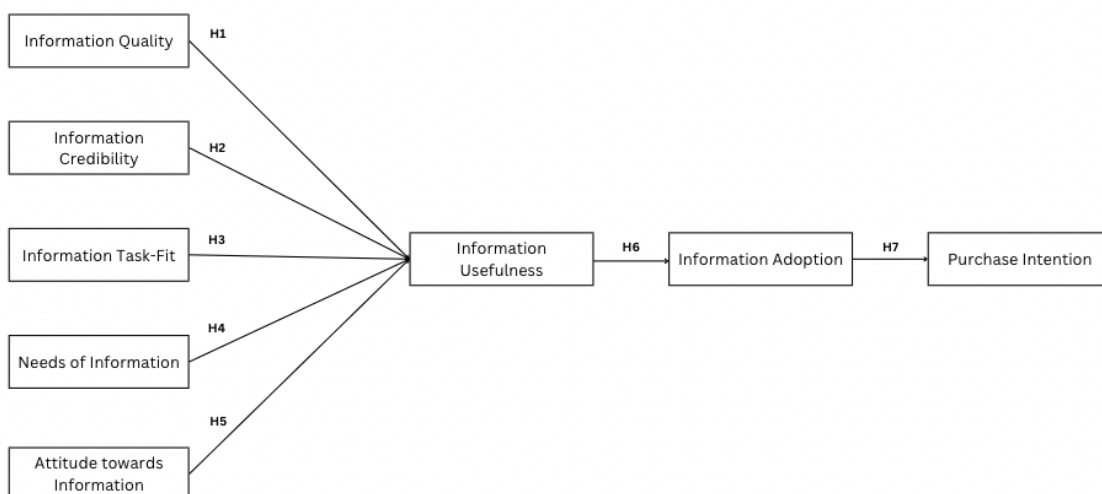 Information Quality
H1
Information
Credibility
H2
Information Task-Fit
H3
Needs of Information
H4
Attitude towards
Information
H5
Information
Usefulness
H6
Information Adoption
H7
Purchase Intention